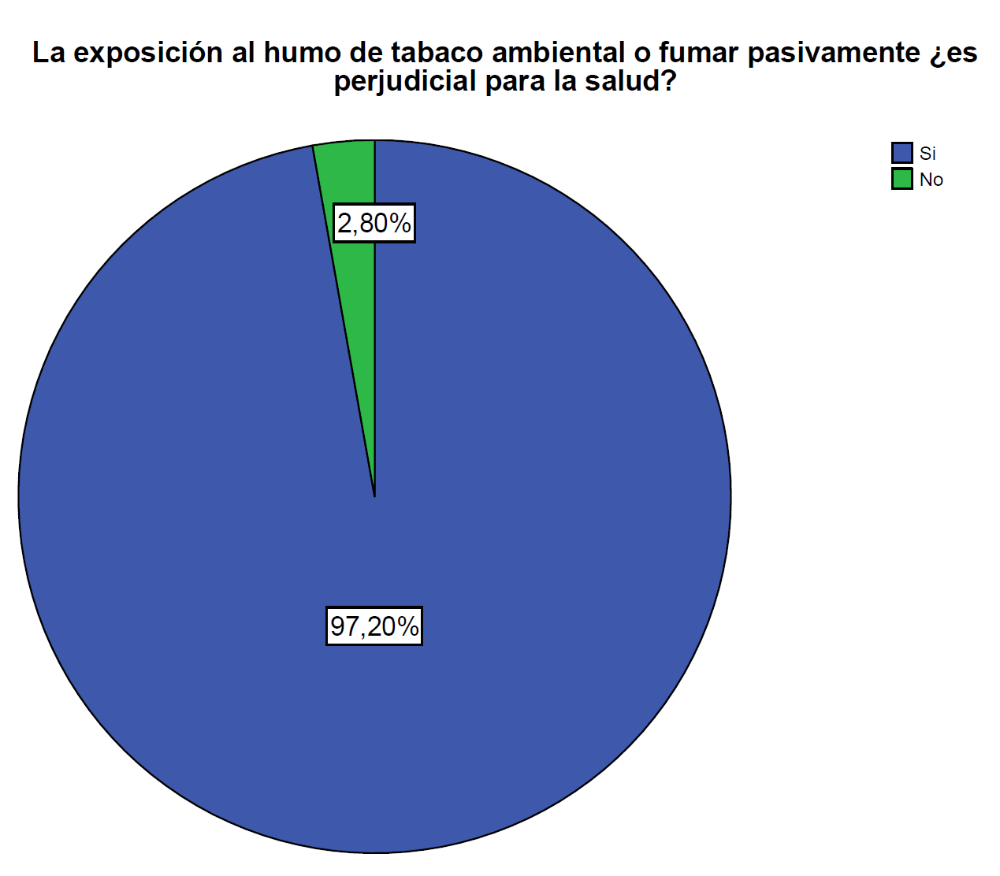 La exposición al humo de tabaco ambiental o fumar pasivamente ¿es
perjudicial para la salud?
Si
No
2,80%
97,20%